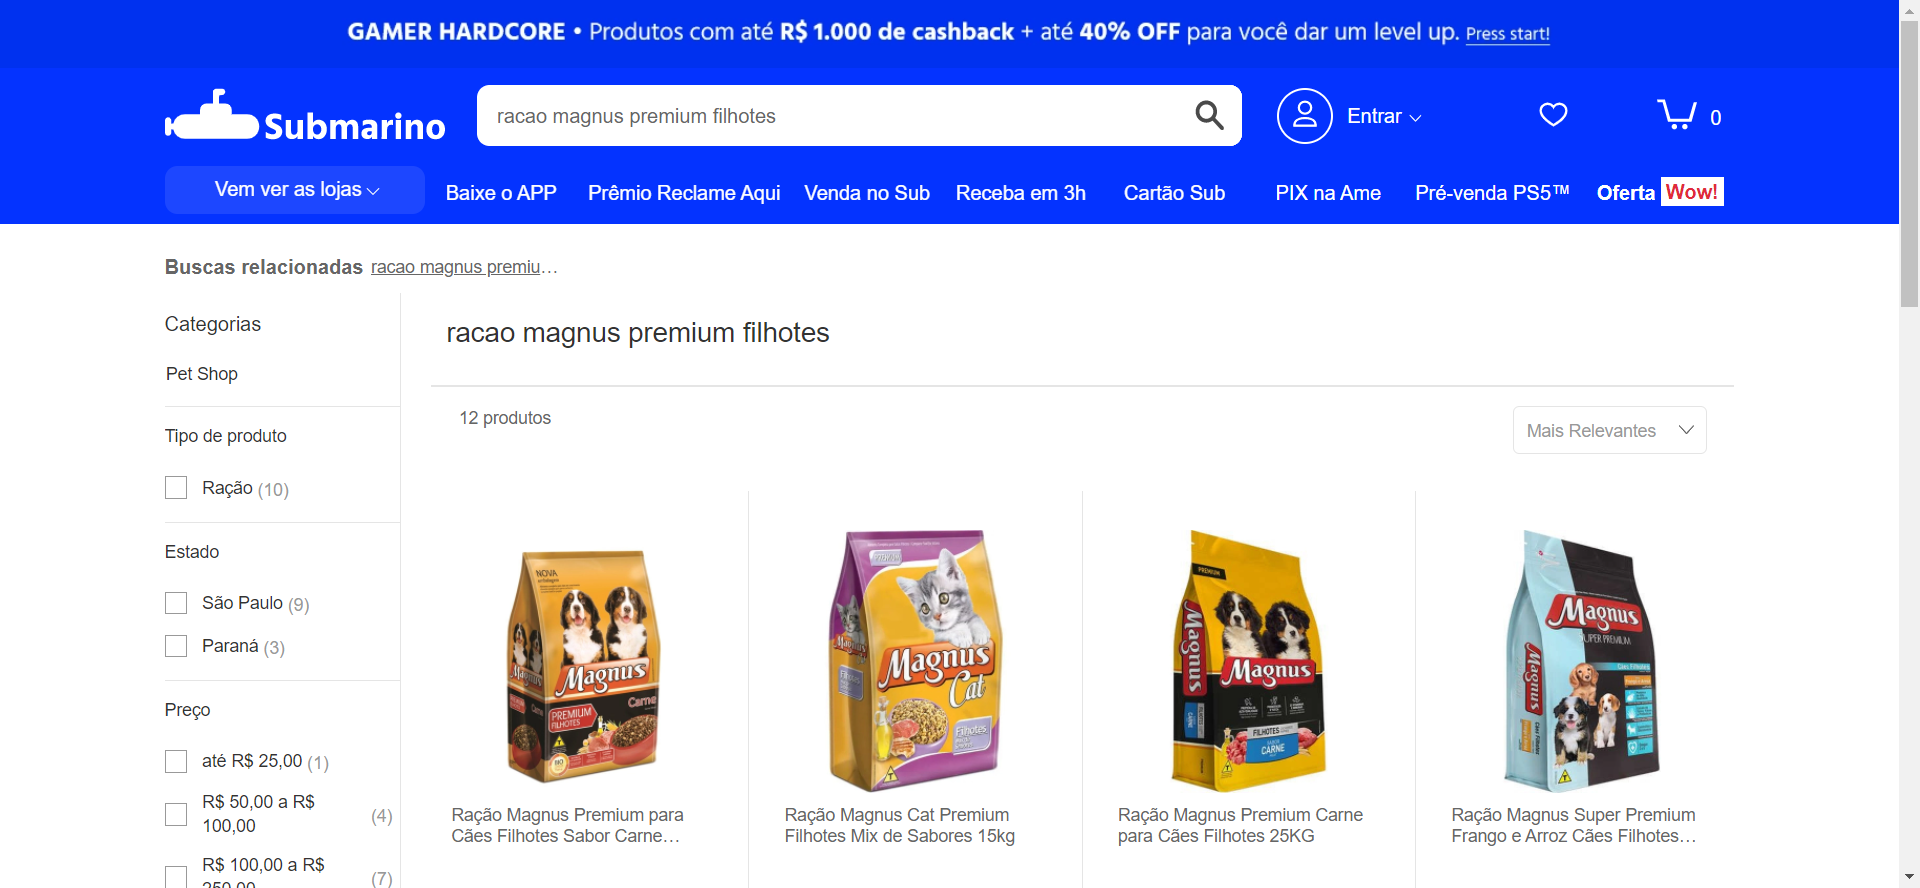 GAMER HARDCORE • Produtos com até R$ 1.000 de cashback + até 40% OFF para você dar um level up. Press start!
Submarino
racao magnus premium filhotes
Entrar
0
Vem ver as lojas
Baixe o APP
Prêmio Reclame Aqui
Venda no Sub
Receba em 3h
Cartão Sub
PIX na Ame
Pré-venda PS5™
Oferta Wow!
Buscas relacionadas racao magnus premiu…
Categorias
Pet Shop
Tipo de produto
Ração (10)
Estado
São Paulo (9)
Paraná (3)
Preço
até R$ 25,00 (1)
R$ 50,00 a R$
100,00
(4)
R$ 100,00 a R$
250,00
(7)
racao magnus premium filhotes
12 produtos
Mais Relevantes
NOVA
Magnus
Carne
PREMIUM
FILHOTES
Ração Magnus Premium para
Cães Filhotes Sabor Carne…
Magnus
Cat
Filhotes
Ração Magnus Cat Premium
Filhotes Mix de Sabores 15kg
PREMIUM
Magnus
Magnus
FILHOTES
CARNE
Ração Magnus Premium Carne
para Cães Filhotes 25KG
Magnus
SUPER PREMIUM
Magnus
Cães Filhotes
Ração Magnus Super Premium
Frango e Arroz Cães Filhotes…